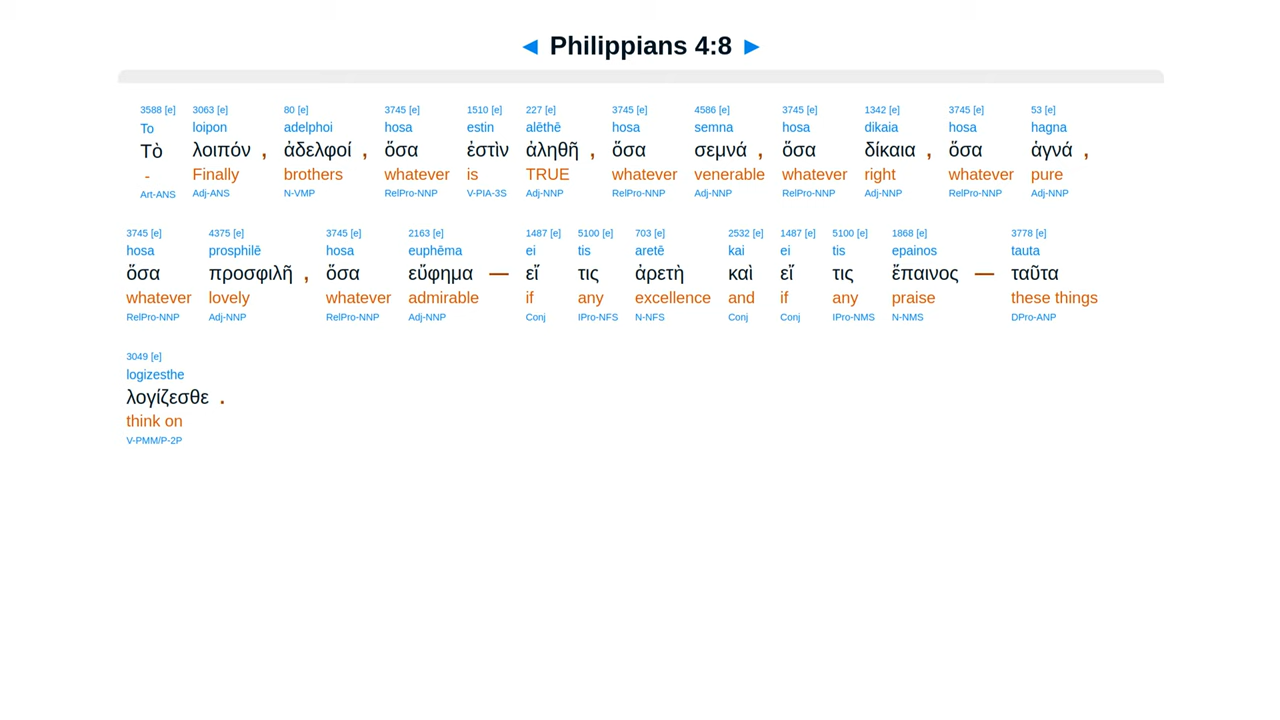 ◄ Philippians 4:8 ►
3588 [e] 3063 [e] 80 [e] 3745 [e] 1510 [e] 227 [e] 3745 [e] 4586 [e] 3745 [e] 1342 [e] 3745 [e] 53 [e]
To loipon adelphoi hosa estin alēthē hosa semna hosa dikaia hosa hagna
Τὸ λοιπόν , ἀδελφοί , ὅσα ἐστὶν ἀληθῆ , ὅσα σεμνά , ὅσα δίκαια , ὅσα ἁγνά ,
- Finally brothers whatever is TRUE whatever venerable whatever right whatever pure
Art-ANS Adj-ANS N-VMP RelPro-NNP V-PIA-3S Adj-NNP RelPro-NNP Adj-NNP RelPro-NNP Adj-NNP RelPro-NNP Adj-NNP
3745 [e] 4375 [e] 3745 [e] 2163 [e] 1487 [e] 5100 [e] 703 [e] 2532 [e] 1487 [e] 5100 [e] 1868 [e] 3778 [e]
hosa prosphilē hosa euphēma ei tis aretē kai ei tis epainos tauta
ὅσα προσφιλῆ , ὅσα εὔφημα — εἴ τις ἀρετὴ καὶ εἴ τις ἔπαινος — ταῦτα
whatever lovely whatever admirable if any excellence and if any praise these things
RelPro-NNP Adj-NNP RelPro-NNP Adj-NNP Conj IPro-NFS N-NFS Conj Conj IPro-NMS N-NMS DPro-ANP
3049 [e]
logizesthe
λογίζεσθε .
think on
V-PMM/P-2P